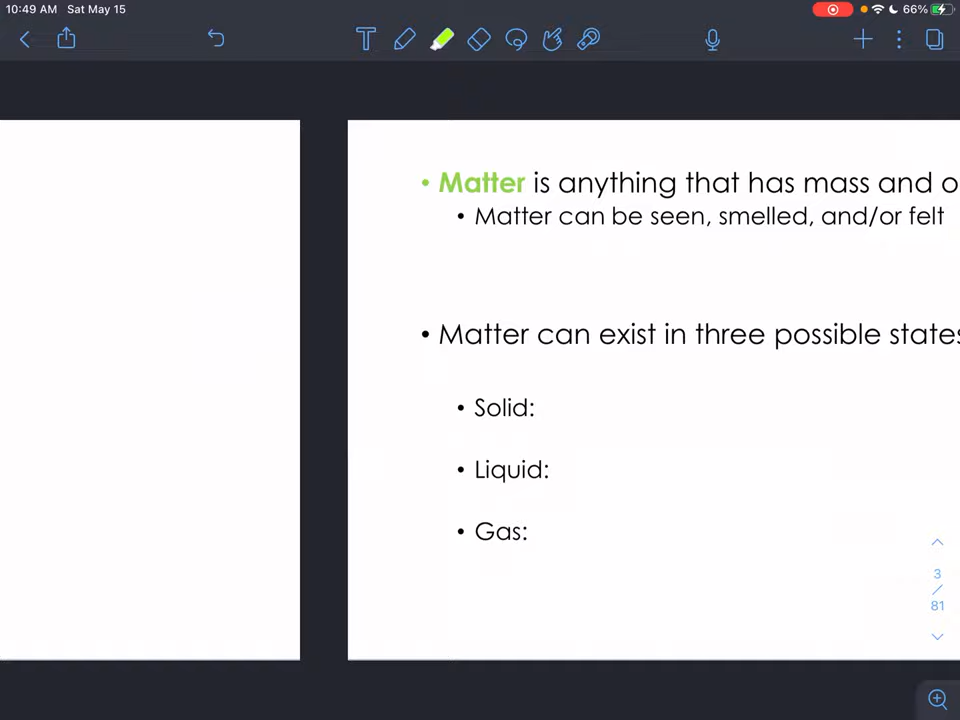 10:49 AM Sat May 15
66%
T
• Matter is anything that has mass and o
• Matter can be seen, smelled, and/or felt
• Matter can exist in three possible states
• Solid:
• Liquid:
• Gas:
3
/
81